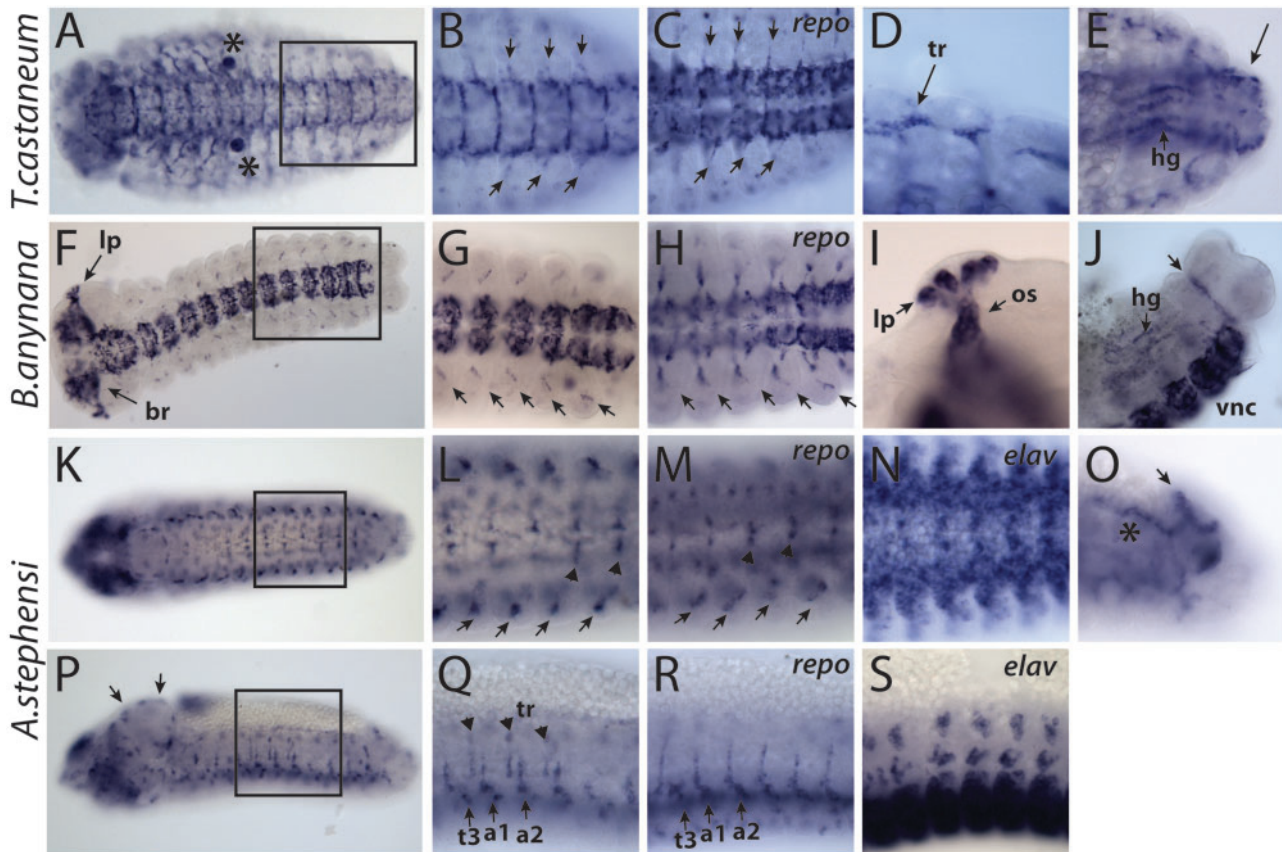 T.castaneum
A
*
*
B
C
repo
D
tr
E
hg
B.anynana
F
lp
br
G
H
repo
I
lp
os
J
hg
vnc
A.stephensi
K
L
M
repo
N
elav
O
*
P
Q
tr
t3 a1 a2
R
repo
t3 a1 a2
S
elav